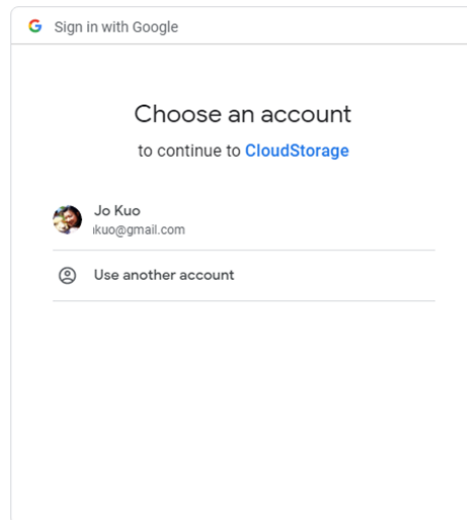 Sign in with Google
Choose an account
to continue to CloudStorage
Jo Kuo
kuo@gmail.com
Use another account